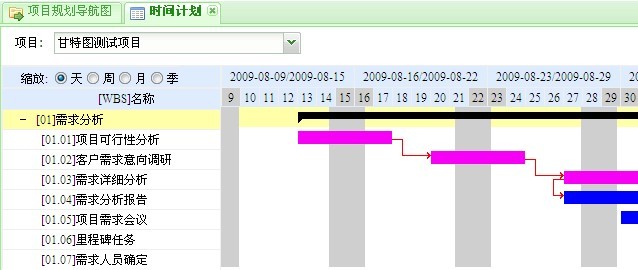 项目规划导航图 时间计划
项目: 甘特图测试项目
缩放: 天 周 月 季 2009-08-09/2009-08-15 2009-08-16/2009-08-22 2009-08-23/2009-08-29 20
[WBS]名称 9 10 11 12 13 14 15 16 17 18 19 20 21 22 23 24 25 26 27 28 29 30
[01]需求分析
[01.01]项目可行性分析
[01.02]客户需求意向调研
[01.03]需求详细分析
[01.04]需求分析报告
[01.05]项目需求会议
[01.06]里程碑任务
[01.07]需求人员确定